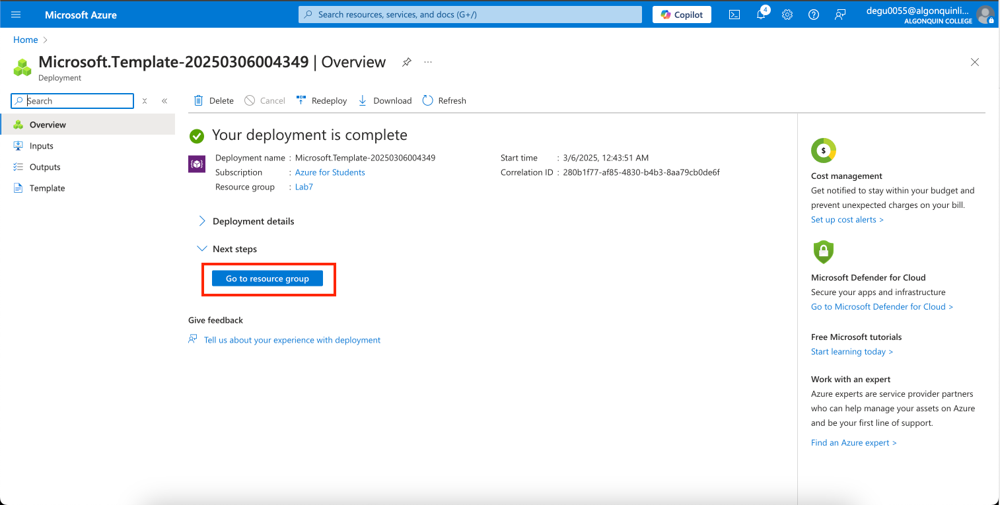 Microsoft Azure
Search resources, services, and docs (G+/)
Copilot
4
degu0055@algonquinli...
ALGONQUIN COLLEGE
Home
Microsoft.Template-20250306004349 | Overview
Deployment
Search
Delete
Cancel
Redeploy
Download
Refresh
Overview
Inputs
Outputs
Template
Your deployment is complete
Deployment name : Microsoft.Template-20250306004349
Subscription : Azure for Students
Resource group : Lab7
Start time : 3/6/2025, 12:43:51 AM
Correlation ID : 280b1f77-af85-4830-b4b3-8aa79cb0de6f
Deployment details
Next steps
Go to resource group
Give feedback
Tell us about your experience with deployment
$
Cost management
Get notified to stay within your budget and
prevent unexpected charges on your bill.
Set up cost alerts >
Microsoft Defender for Cloud
Secure your apps and infrastructure
Go to Microsoft Defender for Cloud >
Free Microsoft tutorials
Start learning today >
Work with an expert
Azure experts are service provider partners
who can help manage your assets on Azure
and be your first line of support.
Find an Azure expert >